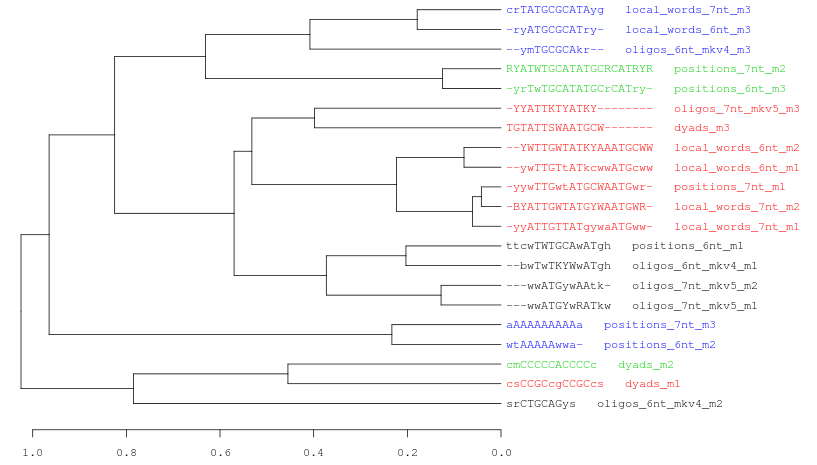 crTATGCGCATAyg local_words_7nt_m3
-ryATGCGCATry- local_words_6nt_m3
--ymTGCGCAkr-- oligos_6nt_mkv4_m3
RYATWTGCATATGCRCATRYR positions_7nt_m2
-yrTwTGCATATGCrCATry- positions_6nt_m3
-YYATTKTYATKY-------- oligos_7nt_mkv5_m3
TGTATTSWAATGCW------- dyads_m3
--YWTTGWTATKYAAATGCWW local_words_6nt_m2
--ywTTGTtATkcwwATGcww local_words_6nt_m1
-yywTTGwtATGCWAATGwr- positions_7nt_m1
-BYATTGWTATGYWAATGWR- local_words_7nt_m2
-yyATTGTTATgywaATGww- local_words_7nt_m1
ttcwTWTGCAwATgh positions_6nt_m1
--bwTwTKYWwATgh oligos_6nt_mkv4_m1
---wwATGywAAtk- oligos_7nt_mkv5_m2
---wwATGYwRATkw oligos_7nt_mkv5_m1
aAAAAAAAAAa positions_7nt_m3
wtAAAAAwwa- positions_6nt_m2
cmCCCCCACCCCc dyads_m2
csCCGCcgCCGCcs dyads_m1
srCTGCAGys oligos_6nt_mkv4_m2
1.0 0.8 0.6 0.4 0.2 0.0